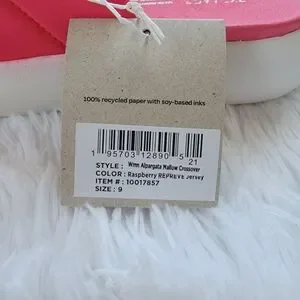 100% recycled paper with soy-based inks
1 95703 12890 5
21
STYLE : Wmn Alpargata Mallow Crossover
COLOR : Raspberry REPREVE Jersey
ITEM # : 10017857
SIZE : 9